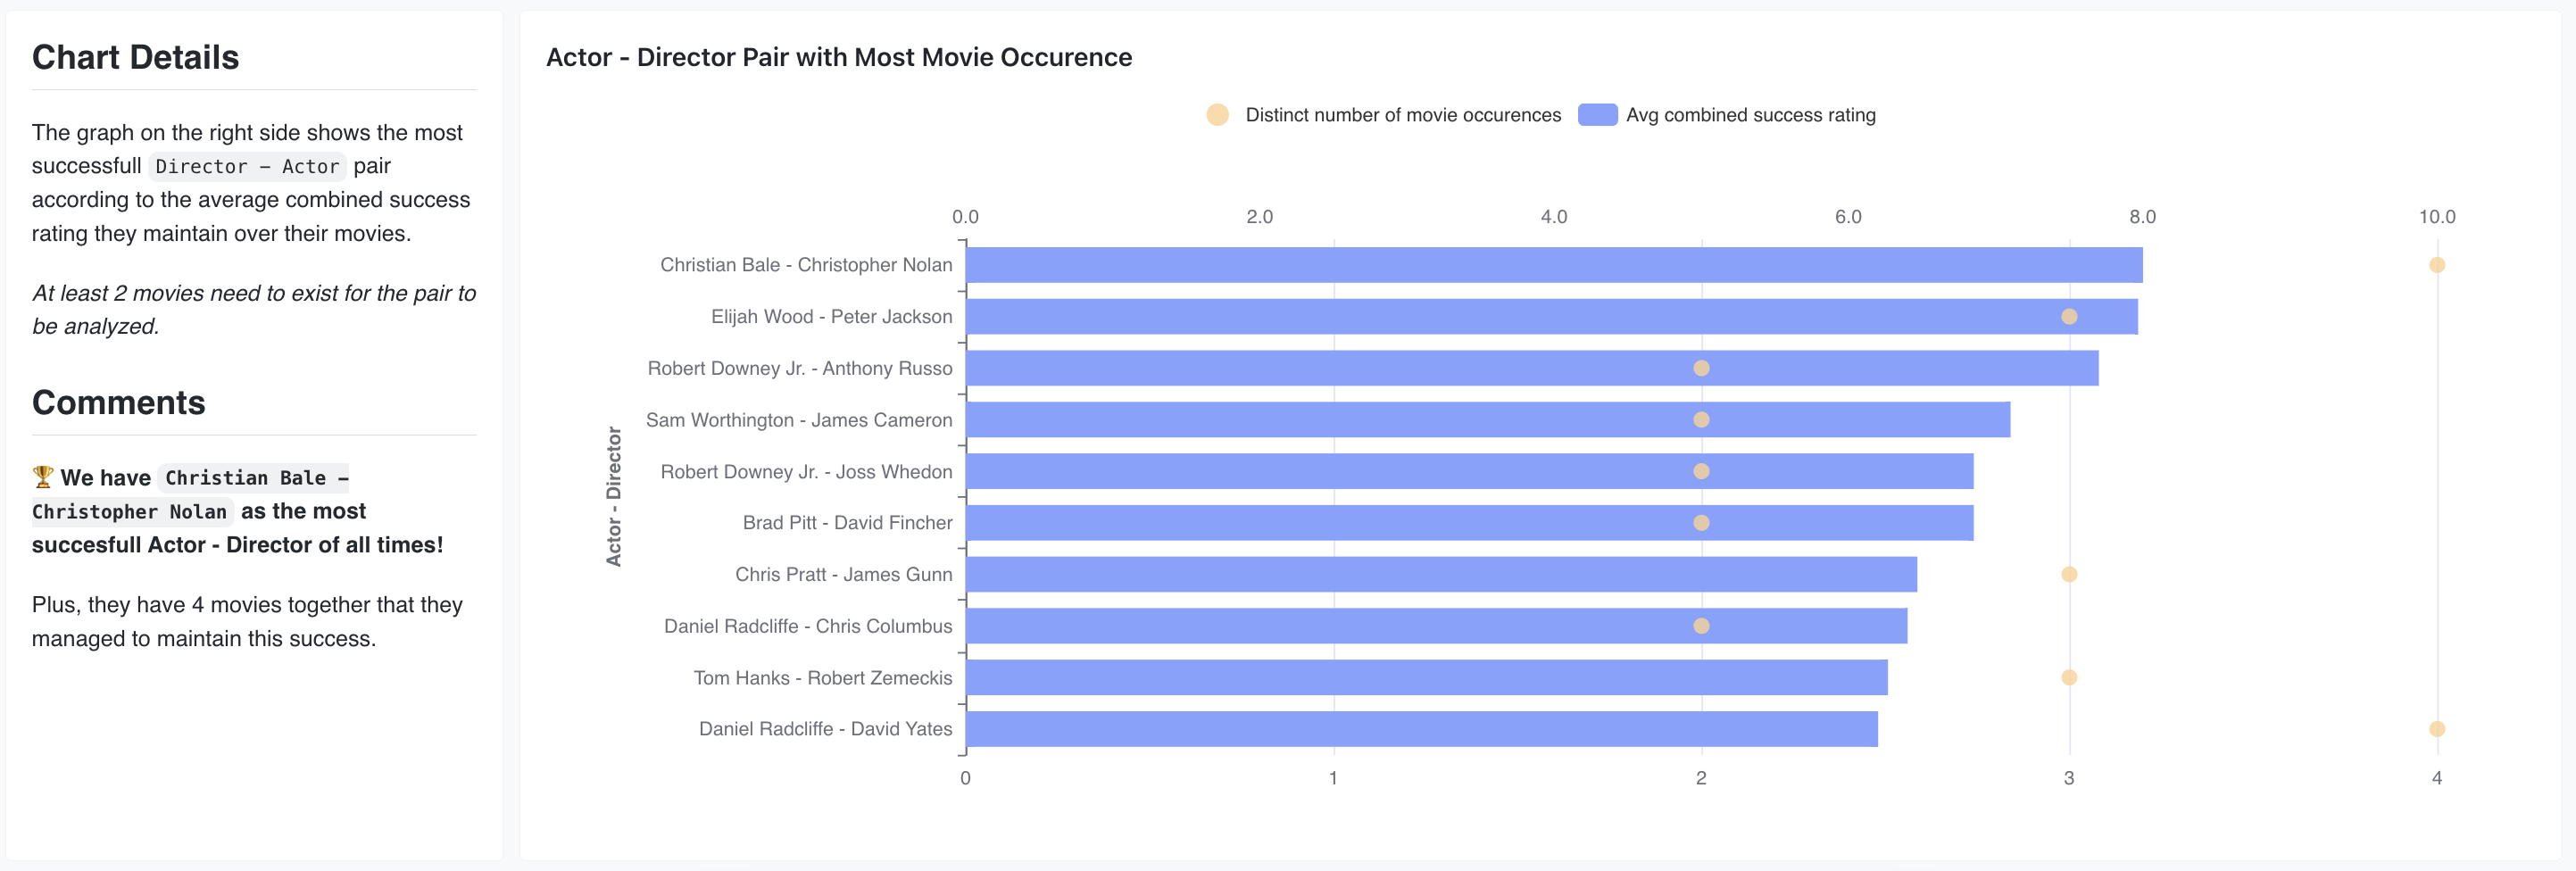 Chart Details
The graph on the right side shows the most
successfull Director – Actor pair
according to the average combined success
rating they maintain over their movies.
At least 2 movies need to exist for the pair to
be analyzed.
Comments
🏆 We have Christian Bale –
Christopher Nolan as the most
succesfull Actor - Director of all times!
Plus, they have 4 movies together that they
managed to maintain this success.
Actor - Director Pair with Most Movie Occurence
Distinct number of movie occurences Avg combined success rating
0.0 2.0 4.0 6.0 8.0 10.0
Actor - Director
Christian Bale - Christopher Nolan
Elijah Wood - Peter Jackson
Robert Downey Jr. - Anthony Russo
Sam Worthington - James Cameron
Robert Downey Jr. - Joss Whedon
Brad Pitt - David Fincher
Chris Pratt - James Gunn
Daniel Radcliffe - Chris Columbus
Tom Hanks - Robert Zemeckis
Daniel Radcliffe - David Yates
0 1 2 3 4